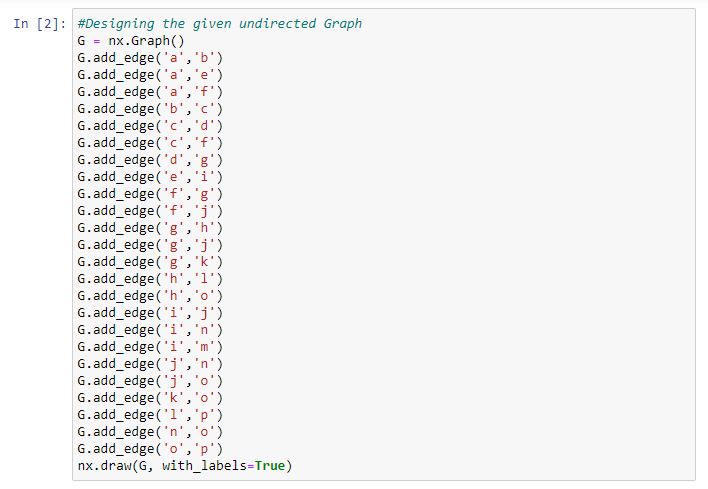 In [2]: #Designing the given undirected Graph
G = nx.Graph()
G.add_edge('a','b')
G.add_edge('a','e')
G.add_edge('a','f')
G.add_edge('b','c')
G.add_edge('c','d')
G.add_edge('c','f')
G.add_edge('d','g')
G.add_edge('e','i')
G.add_edge('f','g')
G.add_edge('f','j')
G.add_edge('g','h')
G.add_edge('g','j')
G.add_edge('g','k')
G.add_edge('h','l')
G.add_edge('h','o')
G.add_edge('i','j')
G.add_edge('i','n')
G.add_edge('i','m')
G.add_edge('j','n')
G.add_edge('j','o')
G.add_edge('k','o')
G.add_edge('l','p')
G.add_edge('n','o')
G.add_edge('o','p')
nx.draw(G, with_labels=True)